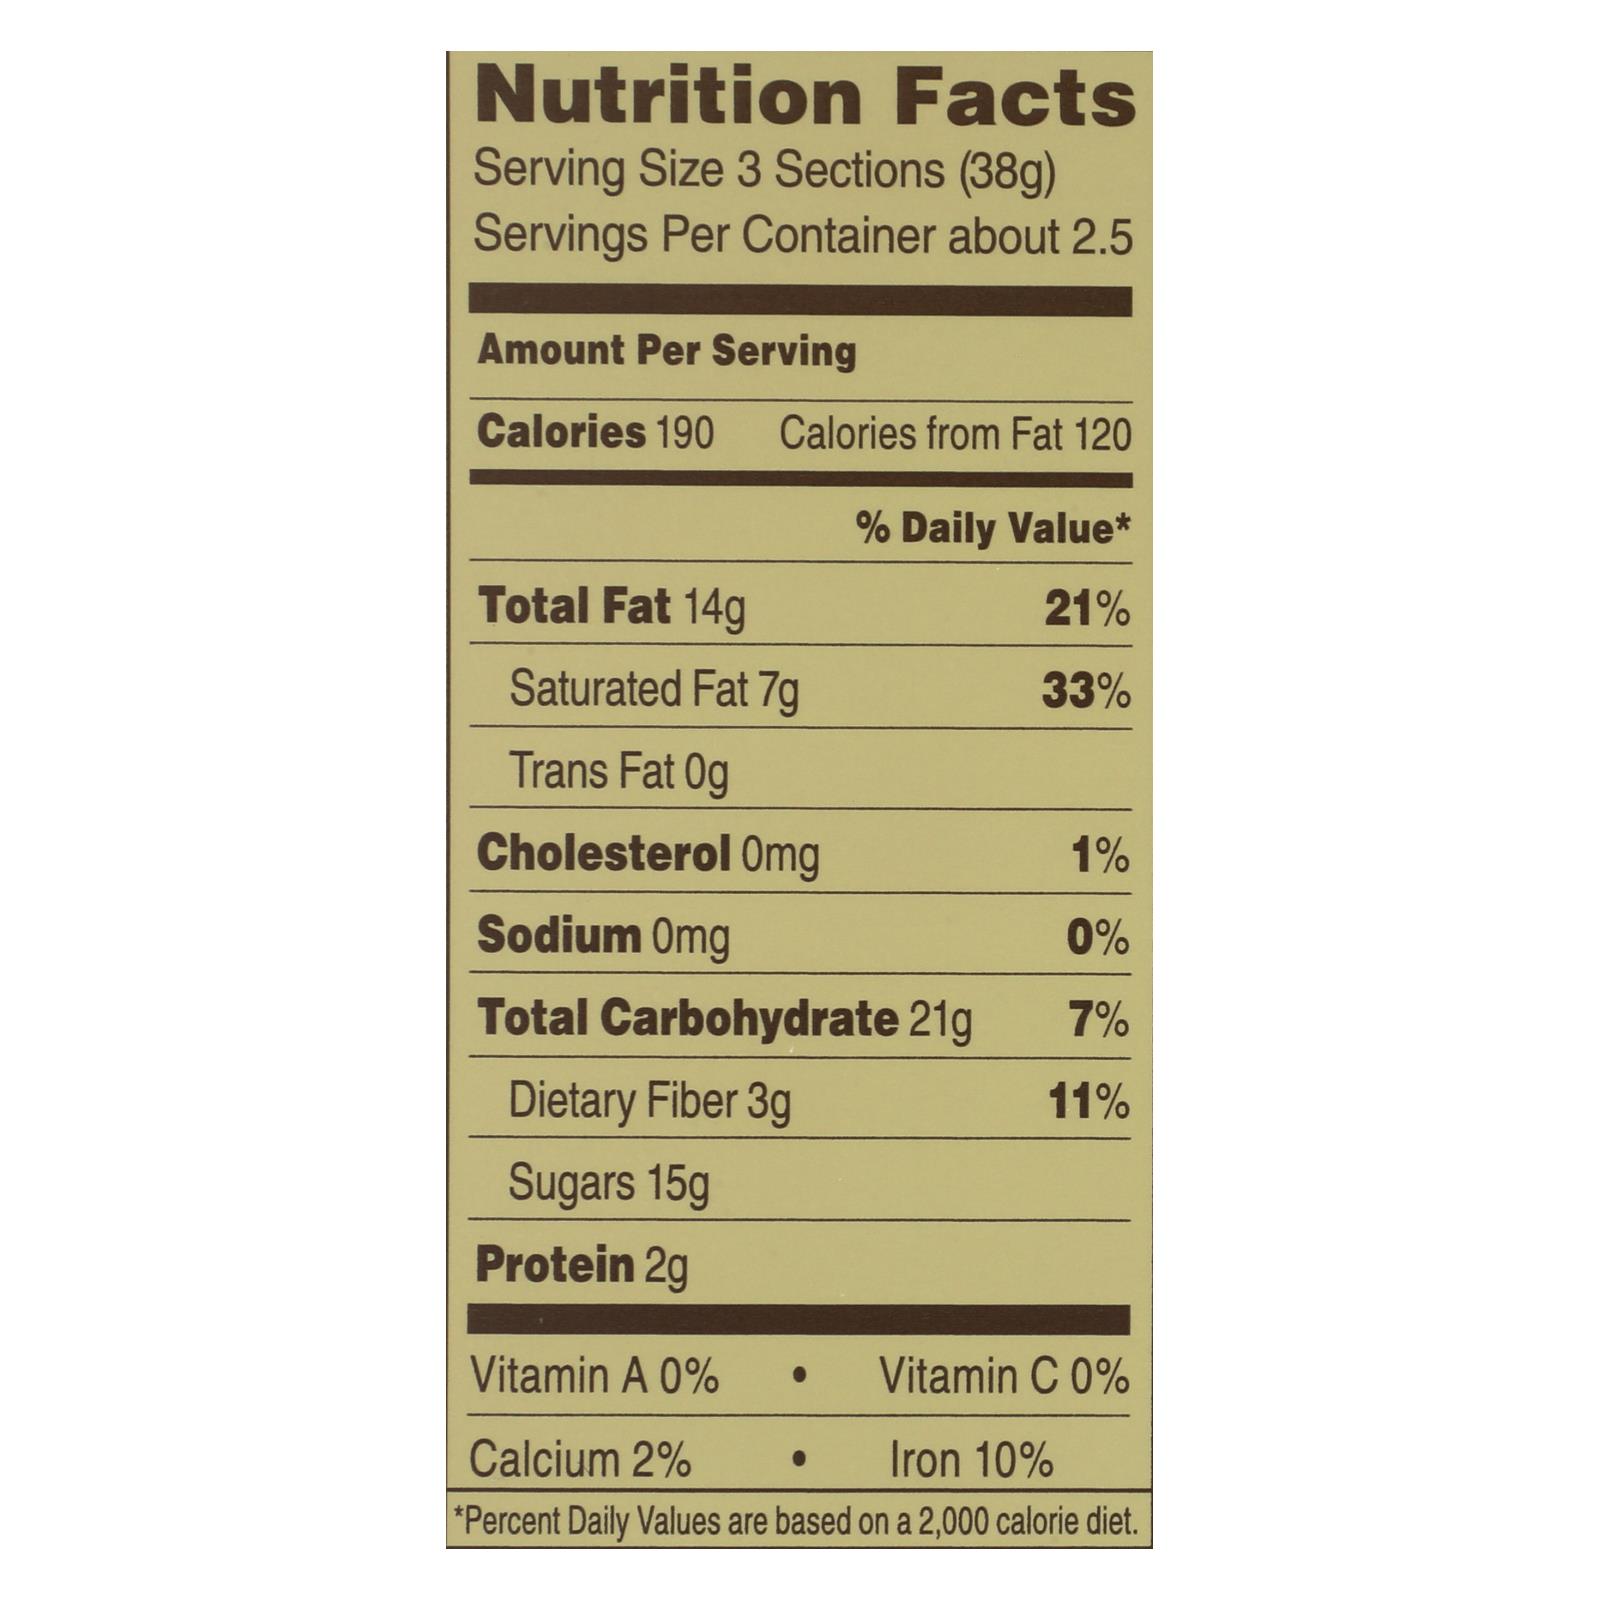 Nutrition Facts
Serving Size 3 Sections (38g)
Servings Per Container about 2.5
Amount Per Serving
Calories 190 Calories from Fat 120
% Daily Value*
Total Fat 14g 21%
Saturated Fat 7g 33%
Trans Fat 0g
Cholesterol 0mg 1%
Sodium 0mg 0%
Total Carbohydrate 21g 7%
Dietary Fiber 3g 11%
Sugars 15g
Protein 2g
Vitamin A 0% • Vitamin C 0%
Calcium 2% • Iron 10%
*Percent Daily Values are based on a 2,000 calorie diet.